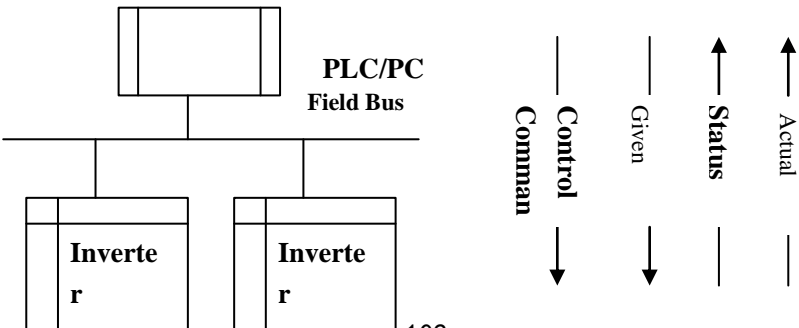 PLC/PC
Field Bus
Inverte
r
Inverte
r
Control
Comman
Given
Status
Actual